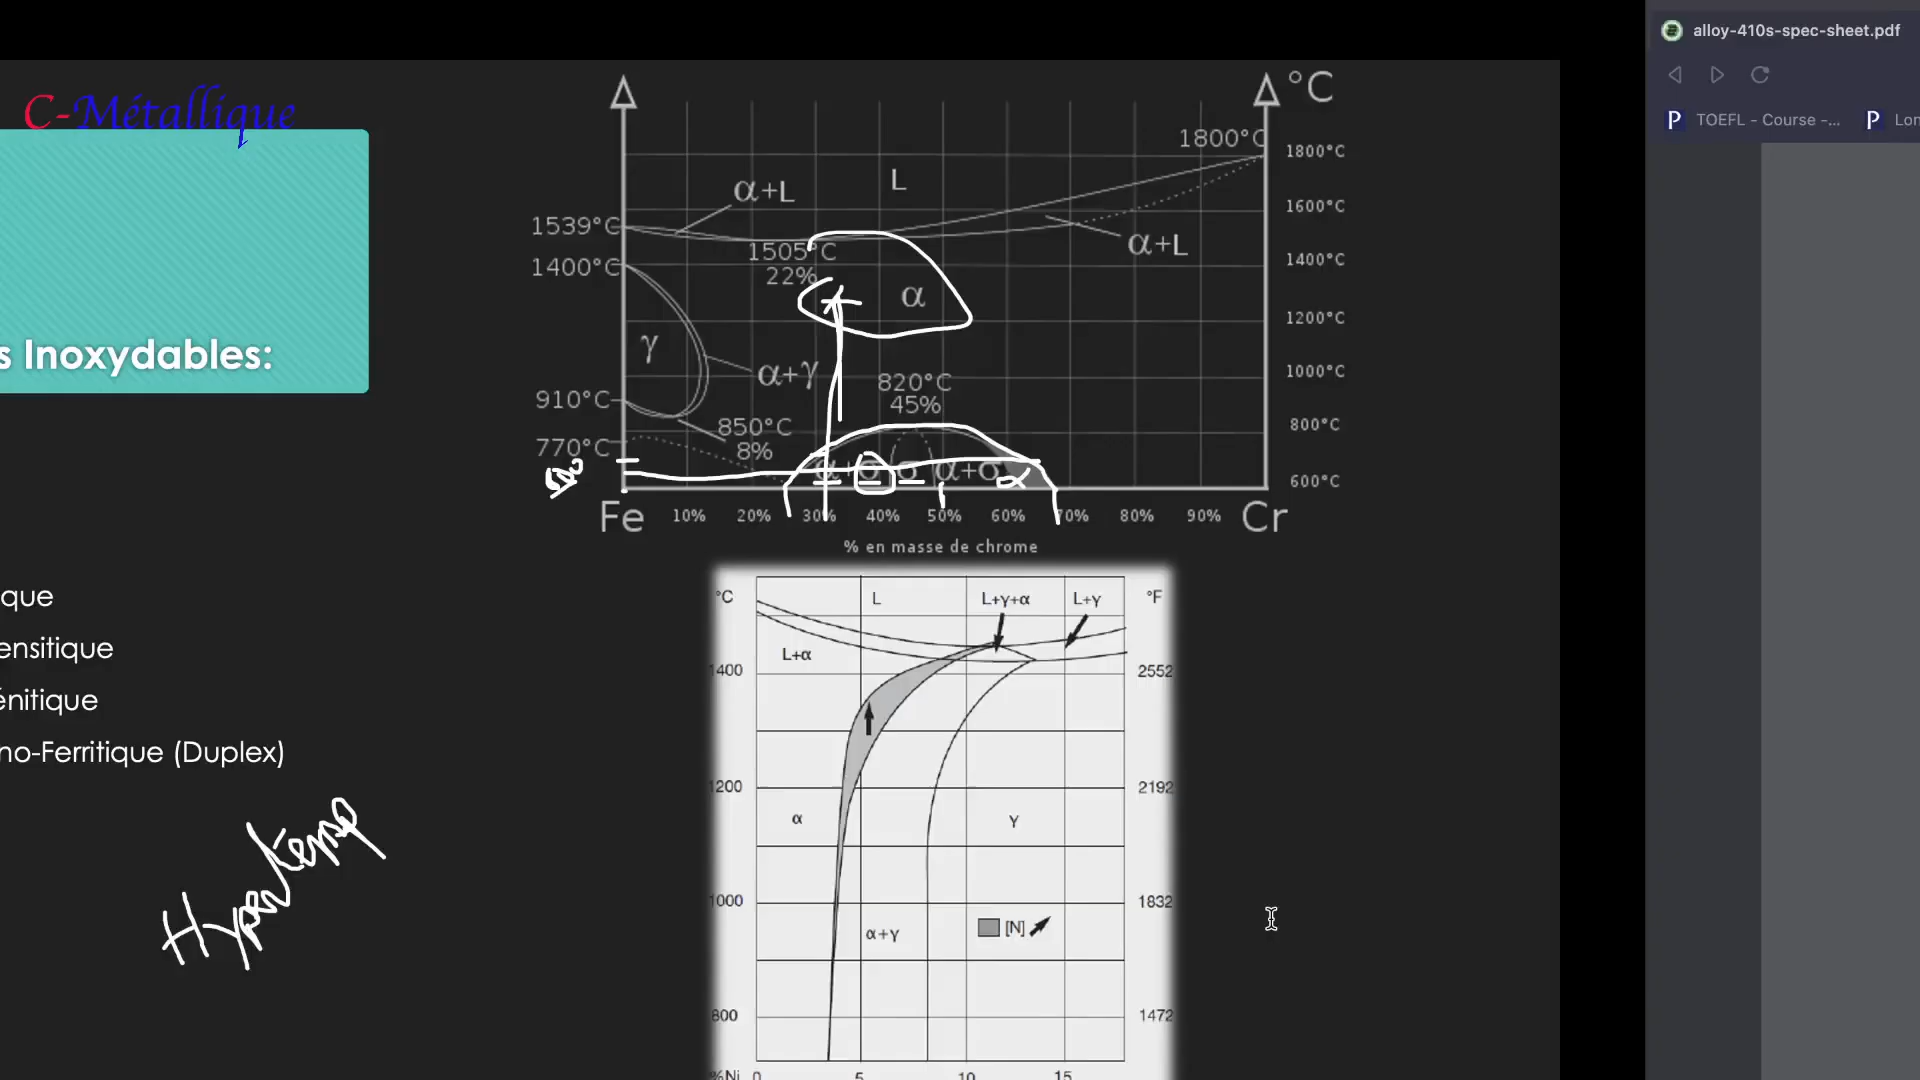 alloy-410s-spec-sheet.pdf
TOEFL - Course -...
Lon
C-Métallique
s Inoxydables:
que
ensitique
énitique
no-Ferritique (Duplex)
Hypertemp
°C
1800°C
1800°C
α+L
L
1600°C
1539°C
α+L
1505°C
22%
1400°C
1400°C
α
1200°C
γ
α+γ
1000°C
820°C
45%
910°C
850°C
8%
800°C
770°C
α+σ
σ
α+σ
600°C
Fe
10%
20%
30%
40%
50%
60%
70%
80%
90%
Cr
% en masse de chrome
°C
L
L+γ+α
L+γ
°F
L+α
1400
2552
1200
2192
α
γ
1000
1832
α+γ
[N]
800
1472
%Ni
0
5
10
15